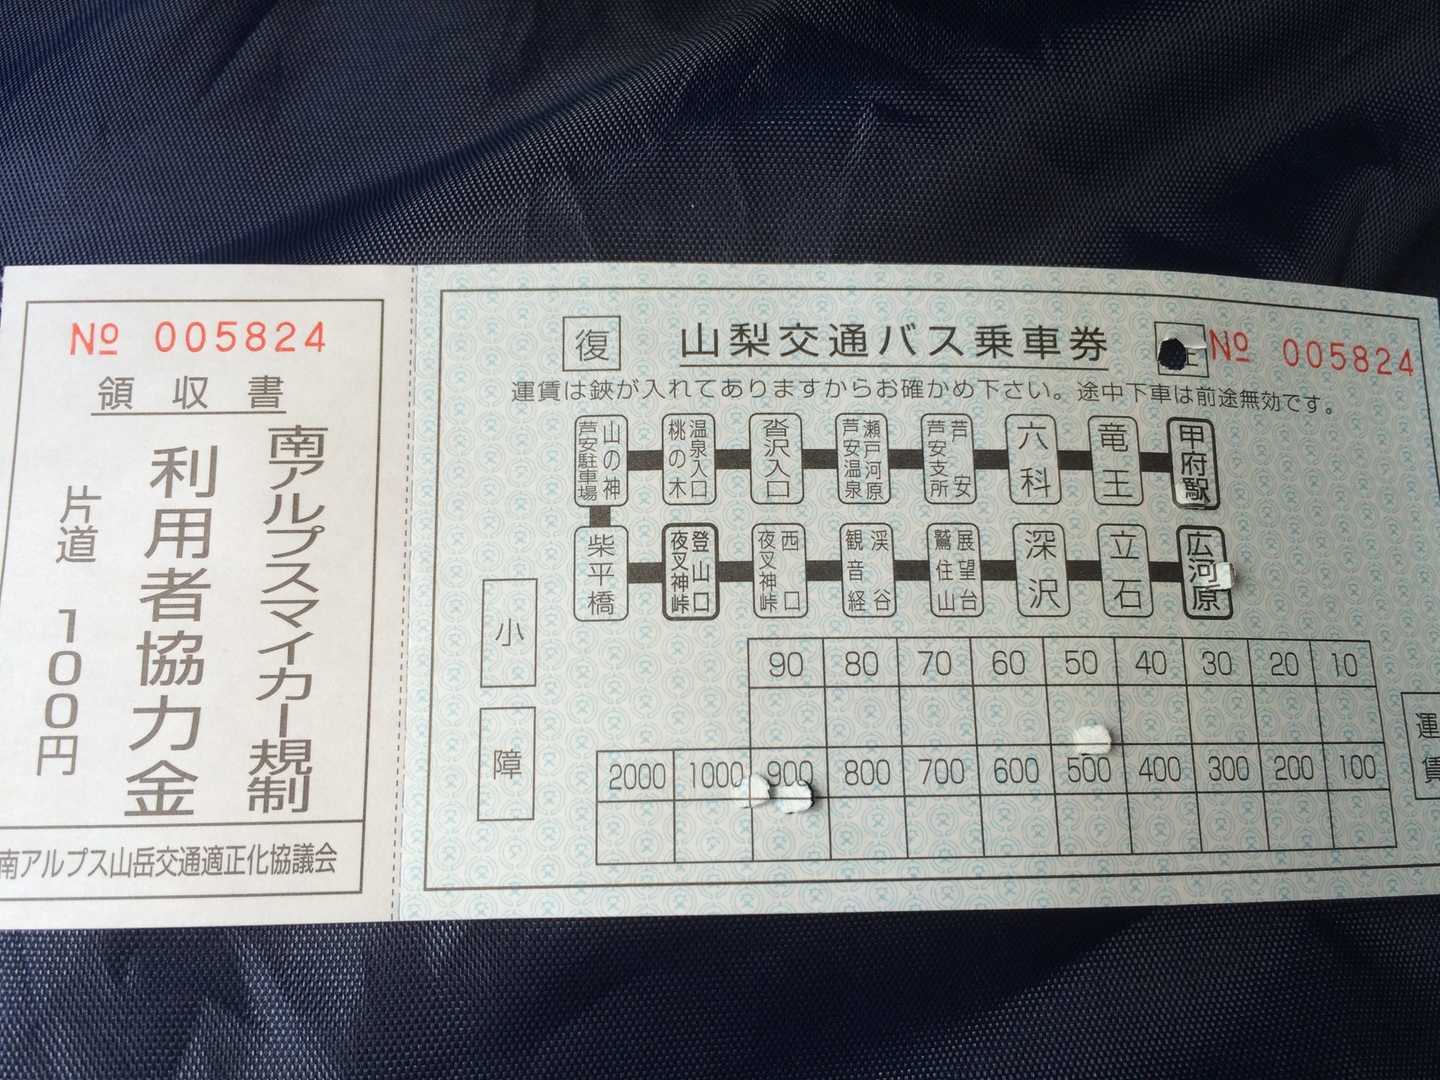 № 005824
領収書
南アルプスマイカー規制
利用者協力金
片道 100円
南アルプス山岳交通適正化協議会
復
山梨交通バス乗車券
№ 005824
運賃は鋏が入れてありますからお確かめ下さい。途中下車は前途無効です。
山の神
芦安駐車場
温泉入口
桃の木
沓沢入口
瀬戸河原
芦安温泉
芦安
芦安支所
六科
竜王
甲府駅
柴平橋
登山口
夜叉神峠
西口
夜叉神峠
渓谷
観音経
展望台
鷲住山
深沢
立石
広河原
小
障
90 80 70 60 50 40 30 20 10
2000 1000 900 800 700 600 500 400 300 200 100
運賃